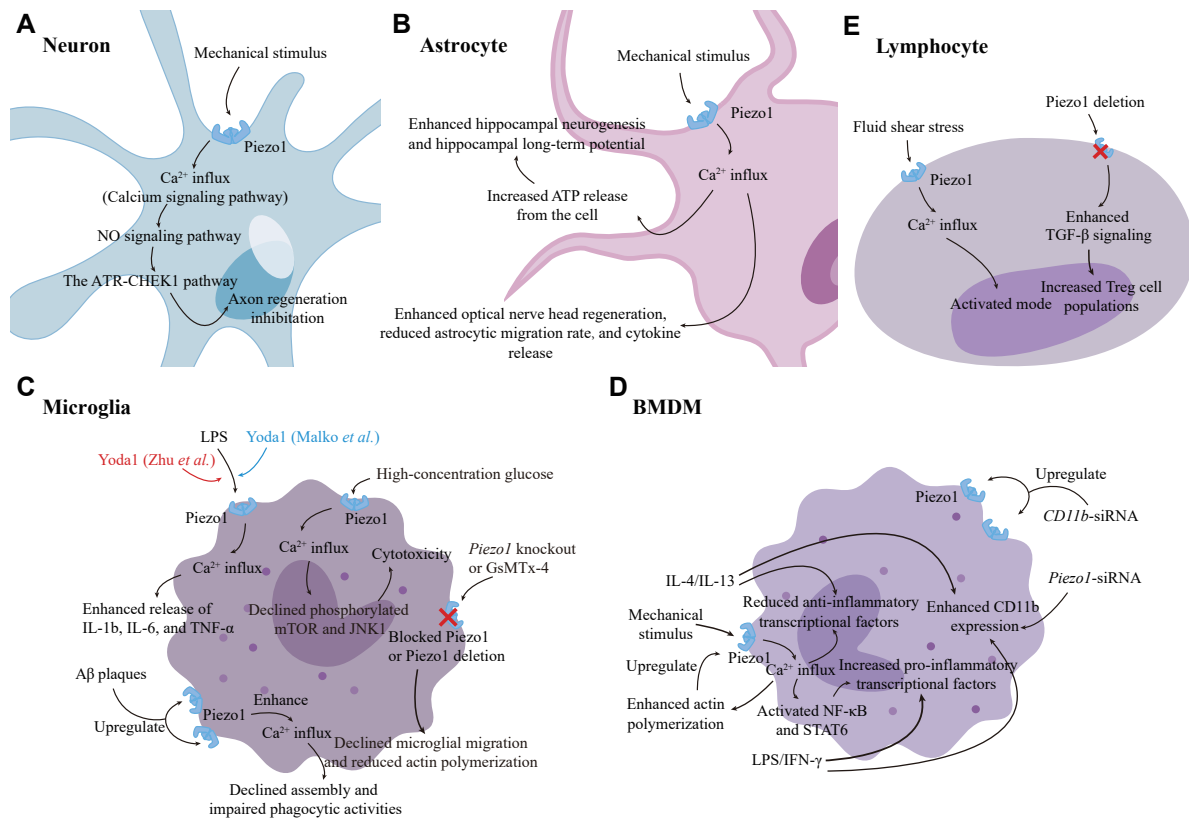 A
Neuron
Mechanical stimulus
Piezo1
Ca²⁺ influx
(Calcium signaling pathway)
NO signaling pathway
The ATR-CHEK1 pathway
Axon regeneration
inhibitation
B
Astrocyte
Mechanical stimulus
Piezo1
Enhanced hippocampal neurogenesis
and hippocampal long-term potential
Ca²⁺ influx
Increased ATP release
from the cell
Enhanced optical nerve head regeneration,
reduced astrocytic migration rate, and cytokine
release
E
Lymphocyte
Piezo1 deletion
Fluid shear stress
Piezo1
Ca²⁺ influx
Enhanced
TGF-β signaling
Activated mode
Increased Treg cell
populations
C
Microglia
LPS
Yoda1 (Malko et al.)
Yoda1 (Zhu et al.)
High-concentration glucose
Piezo1
Piezo1
Ca²⁺ influx
Ca²⁺ influx
Cytotoxicity
Piezo1 knockout
or GsMTx-4
Enhanced release of
IL-1b, IL-6, and TNF-α
Declined phosphorylated
mTOR and JNK1
Blocked Piezo1
or Piezo1 deletion
Aβ plaques
Upregulate
Piezo1
Enhance
Ca²⁺ influx
Declined microglial migration
and reduced actin polymerization
Declined assembly and
impaired phagocytic activities
D
BMDM
Upregulate
Piezo1
CD11b-siRNA
IL-4/IL-13
Piezo1-siRNA
Reduced anti-inflammatory
transcriptional factors
Enhanced CD11b
expression
Mechanical
stimulus
Piezo1
Upregulate
Ca²⁺ influx
Increased pro-inflammatory
transcriptional factors
Enhanced actin
polymerization
Activated NF-κB
and STAT6
LPS/IFN-γ